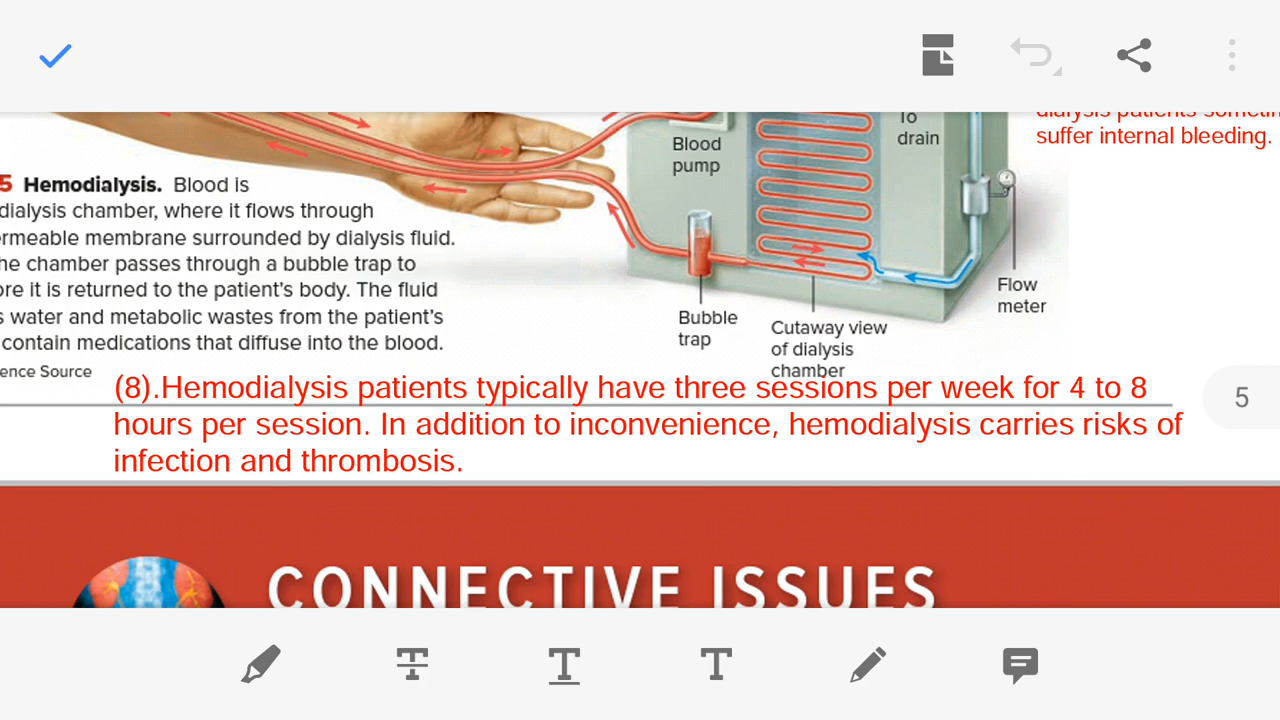 dialysis patients
suffer internal bleeding.
To
drain
Blood
pump
5 Hemodialysis. Blood is
dialysis chamber, where it flows through
ermeable membrane surrounded by dialysis fluid.
he chamber passes through a bubble trap to
ore it is returned to the patient's body. The fluid
s water and metabolic wastes from the patient's
contain medications that diffuse into the blood.
ence Source
Flow
meter
Bubble
trap
Cutaway view
of dialysis
chamber
(8).Hemodialysis patients typically have three sessions per week for 4 to 8
hours per session. In addition to inconvenience, hemodialysis carries risks of
infection and thrombosis.
5
CONNECTIVE ISSUES
T
T
T